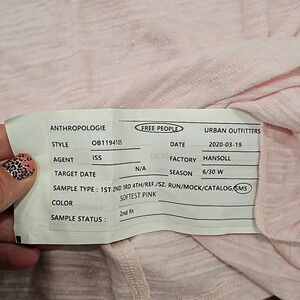 ANTHROPOLOGIE FREE PEOPLE URBAN OUTFITTERS
STYLE OB1194105 DATE 2020-03-19
AGENT ISS FACTORY HANSOLL
TARGET DATE N/A SEASON 6/30 W
SAMPLE TYPE : 1ST 2ND 3RD 4TH/REF./SZ. RUN/MOCK/CATALOG/SMS
COLOR SOFTEST PINK
SAMPLE STATUS : 2nd fit